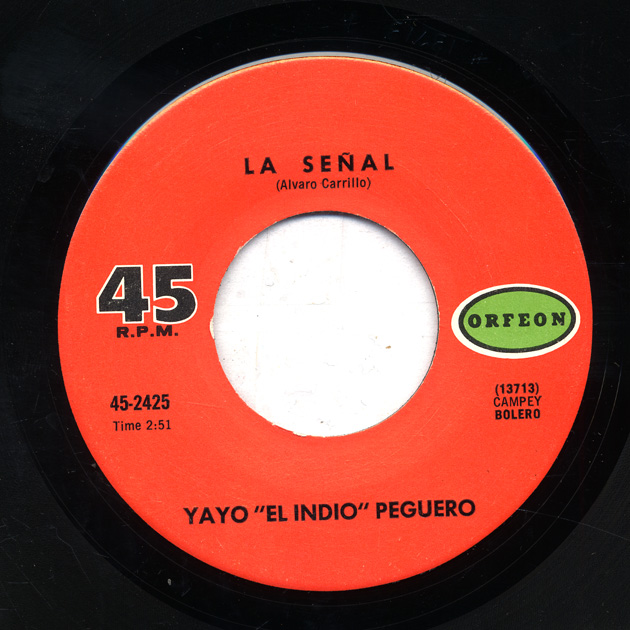 LA SEÑAL
(Alvaro Carrillo)
45
R.P.M.
ORFEON
45-2425
Time 2:51
(13713)
CAMPEY
BOLERO
YAYO "EL INDIO" PEGUERO